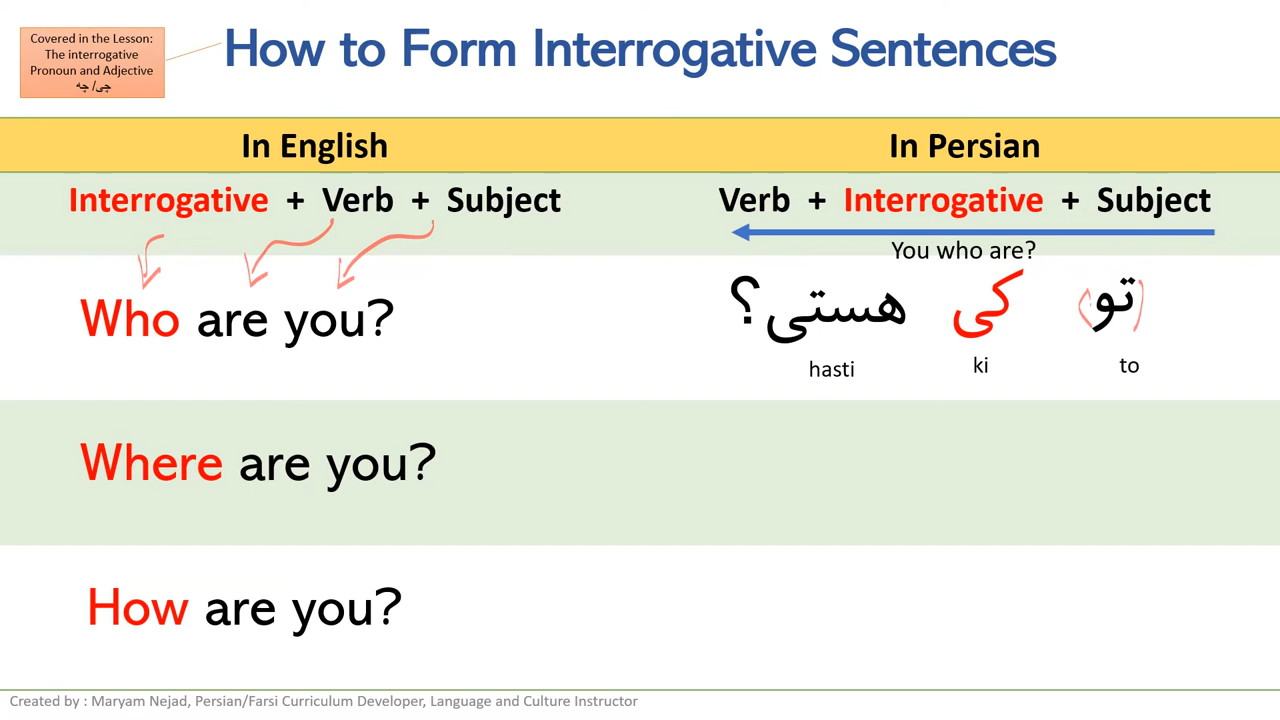 Covered in the Lesson:
The interrogative
Pronoun and Adjective
چی/ چه
How to Form Interrogative Sentences
In English
In Persian
Interrogative + Verb + Subject
Verb + Interrogative + Subject
You who are?
Who are you?
تو کی هستی؟
hasti ki to
Where are you?
How are you?
Created by : Maryam Nejad, Persian/Farsi Curriculum Developer, Language and Culture Instructor